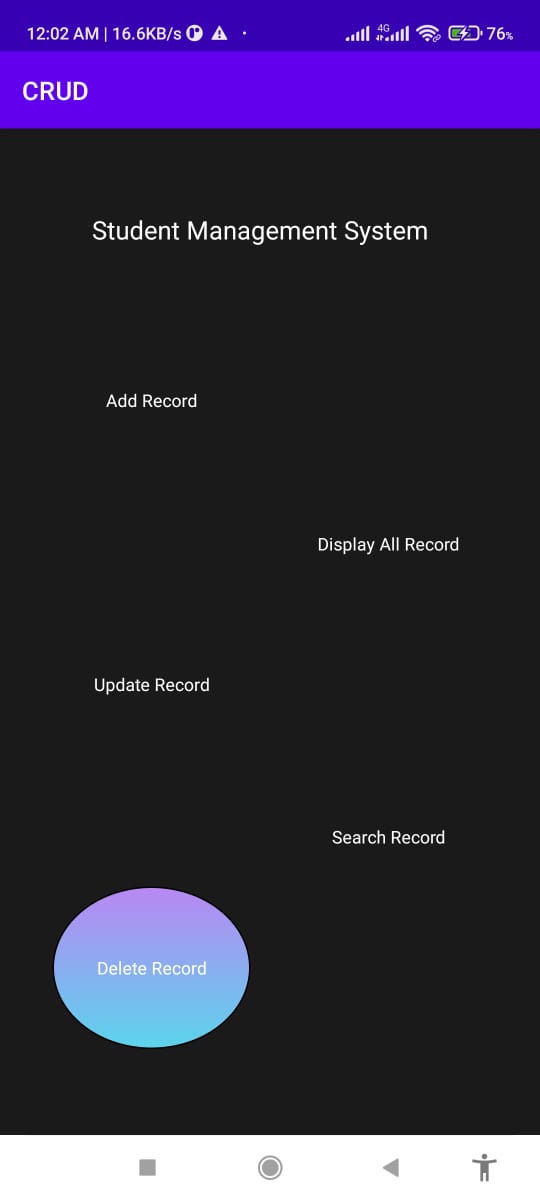 12:02 AM | 16.6KB/s 4G 76%
CRUD
Student Management System
Add Record
Display All Record
Update Record
Search Record
Delete Record